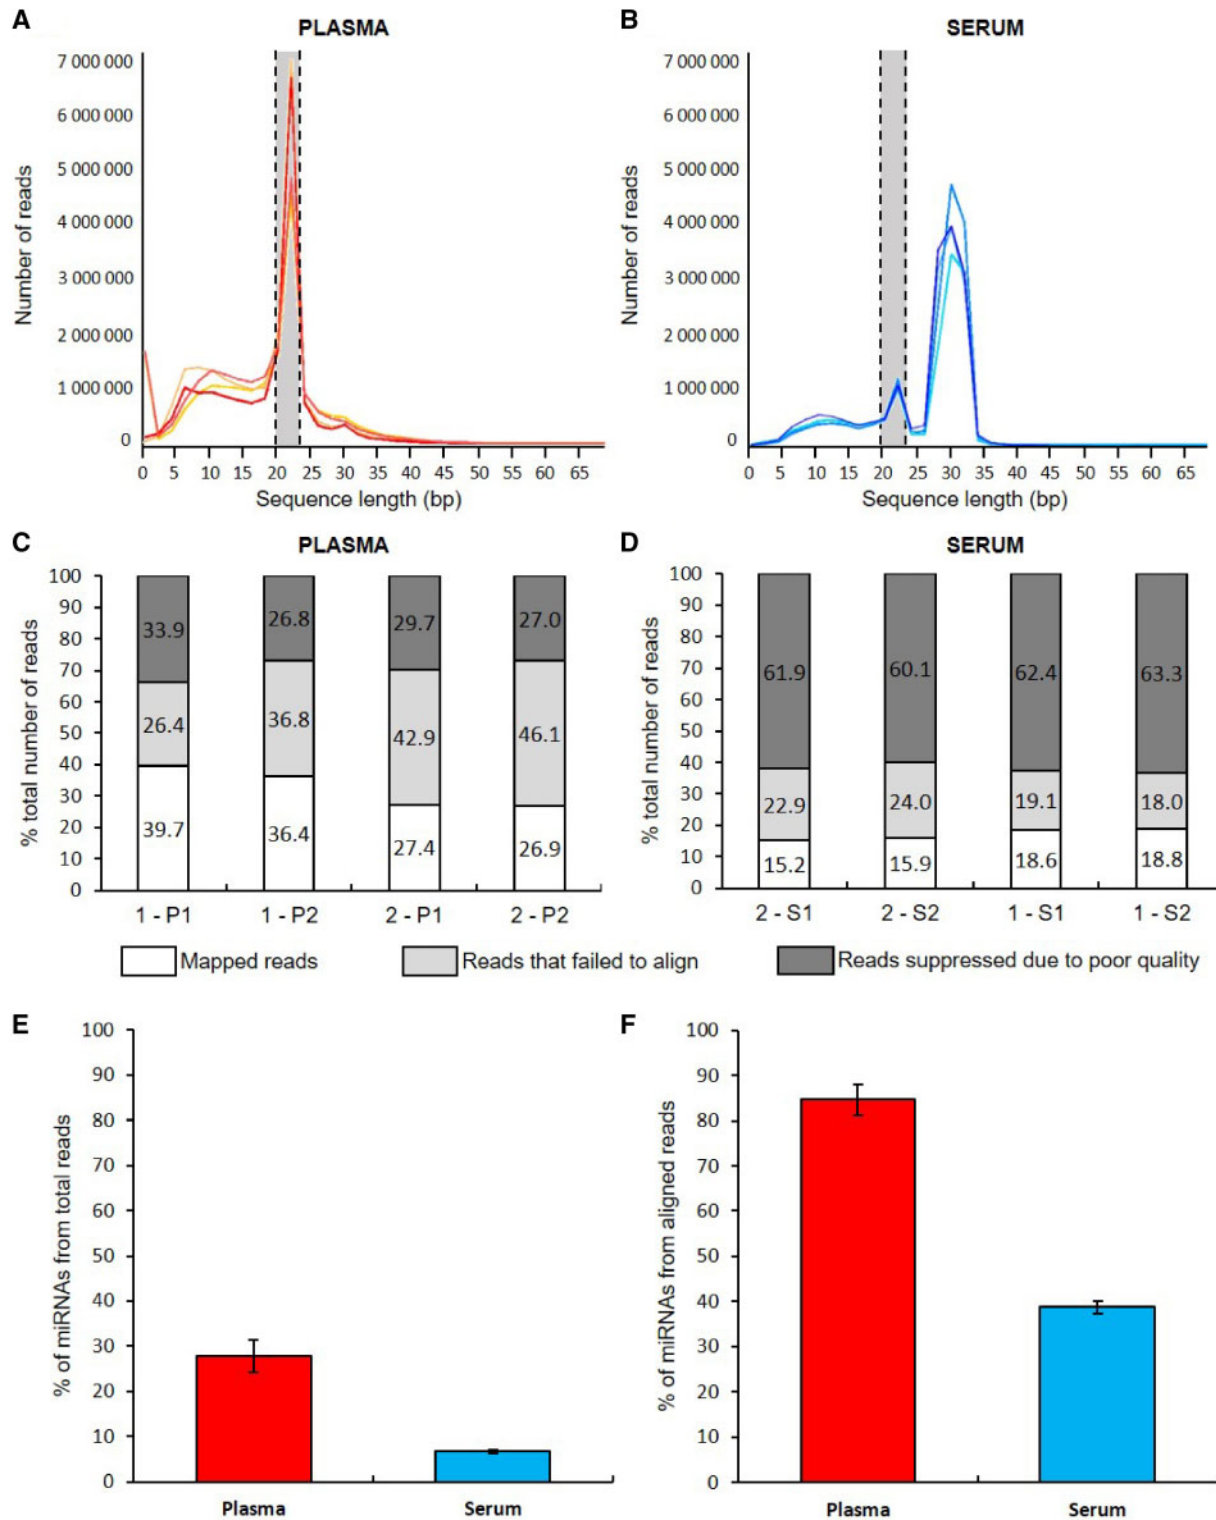 A
PLASMA
B
SERUM
Number of reads
7 000 000
6 000 000
5 000 000
4 000 000
3 000 000
2 000 000
1 000 000
0
0 5 10 15 20 25 30 35 40 45 50 55 60 65
Sequence length (bp)
Number of reads
7 000 000
6 000 000
5 000 000
4 000 000
3 000 000
2 000 000
1 000 000
0
0 5 10 15 20 25 30 35 40 45 50 55 60 65
Sequence length (bp)
C
PLASMA
D
SERUM
% total number of reads
100
90
80
70
60
50
40
30
20
10
0
33.9 26.8 29.7 27.0
26.4 36.8 42.9 46.1
39.7 36.4 27.4 26.9
1 - P1 1 - P2 2 - P1 2 - P2
% total number of reads
100
90
80
70
60
50
40
30
20
10
0
61.9 60.1 62.4 63.3
22.9 24.0 19.1 18.0
15.2 15.9 18.6 18.8
2 - S1 2 - S2 1 - S1 1 - S2
Mapped reads
Reads that failed to align
Reads suppressed due to poor quality
E
% of miRNAs from total reads
100
90
80
70
60
50
40
30
20
10
0
Plasma Serum
F
% of miRNAs from aligned reads
100
90
80
70
60
50
40
30
20
10
0
Plasma Serum